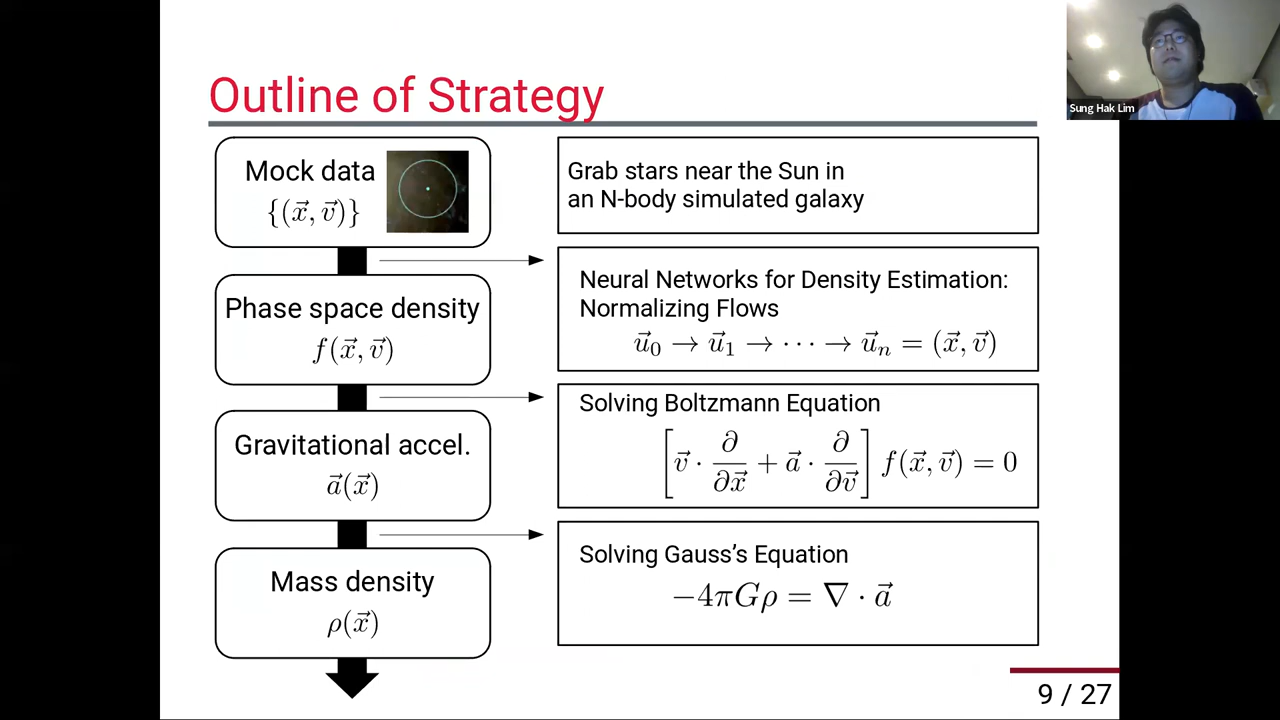 Outline of Strategy
Sung Hak Lim
Mock data
{(x⃗, v⃗)}
Grab stars near the Sun in
an N-body simulated galaxy
Phase space density
f(x⃗, v⃗)
Neural Networks for Density Estimation:
Normalizing Flows
u⃗₀ → u⃗₁ → ⋯ → u⃗ₙ = (x⃗, v⃗)
Gravitational accel.
a⃗(x⃗)
Solving Boltzmann Equation
[v⃗ · ∂/∂x⃗ + a⃗ · ∂/∂v⃗] f(x⃗, v⃗) = 0
Mass density
ρ(x⃗)
Solving Gauss’s Equation
−4πGρ = ∇ · a⃗
9 / 27